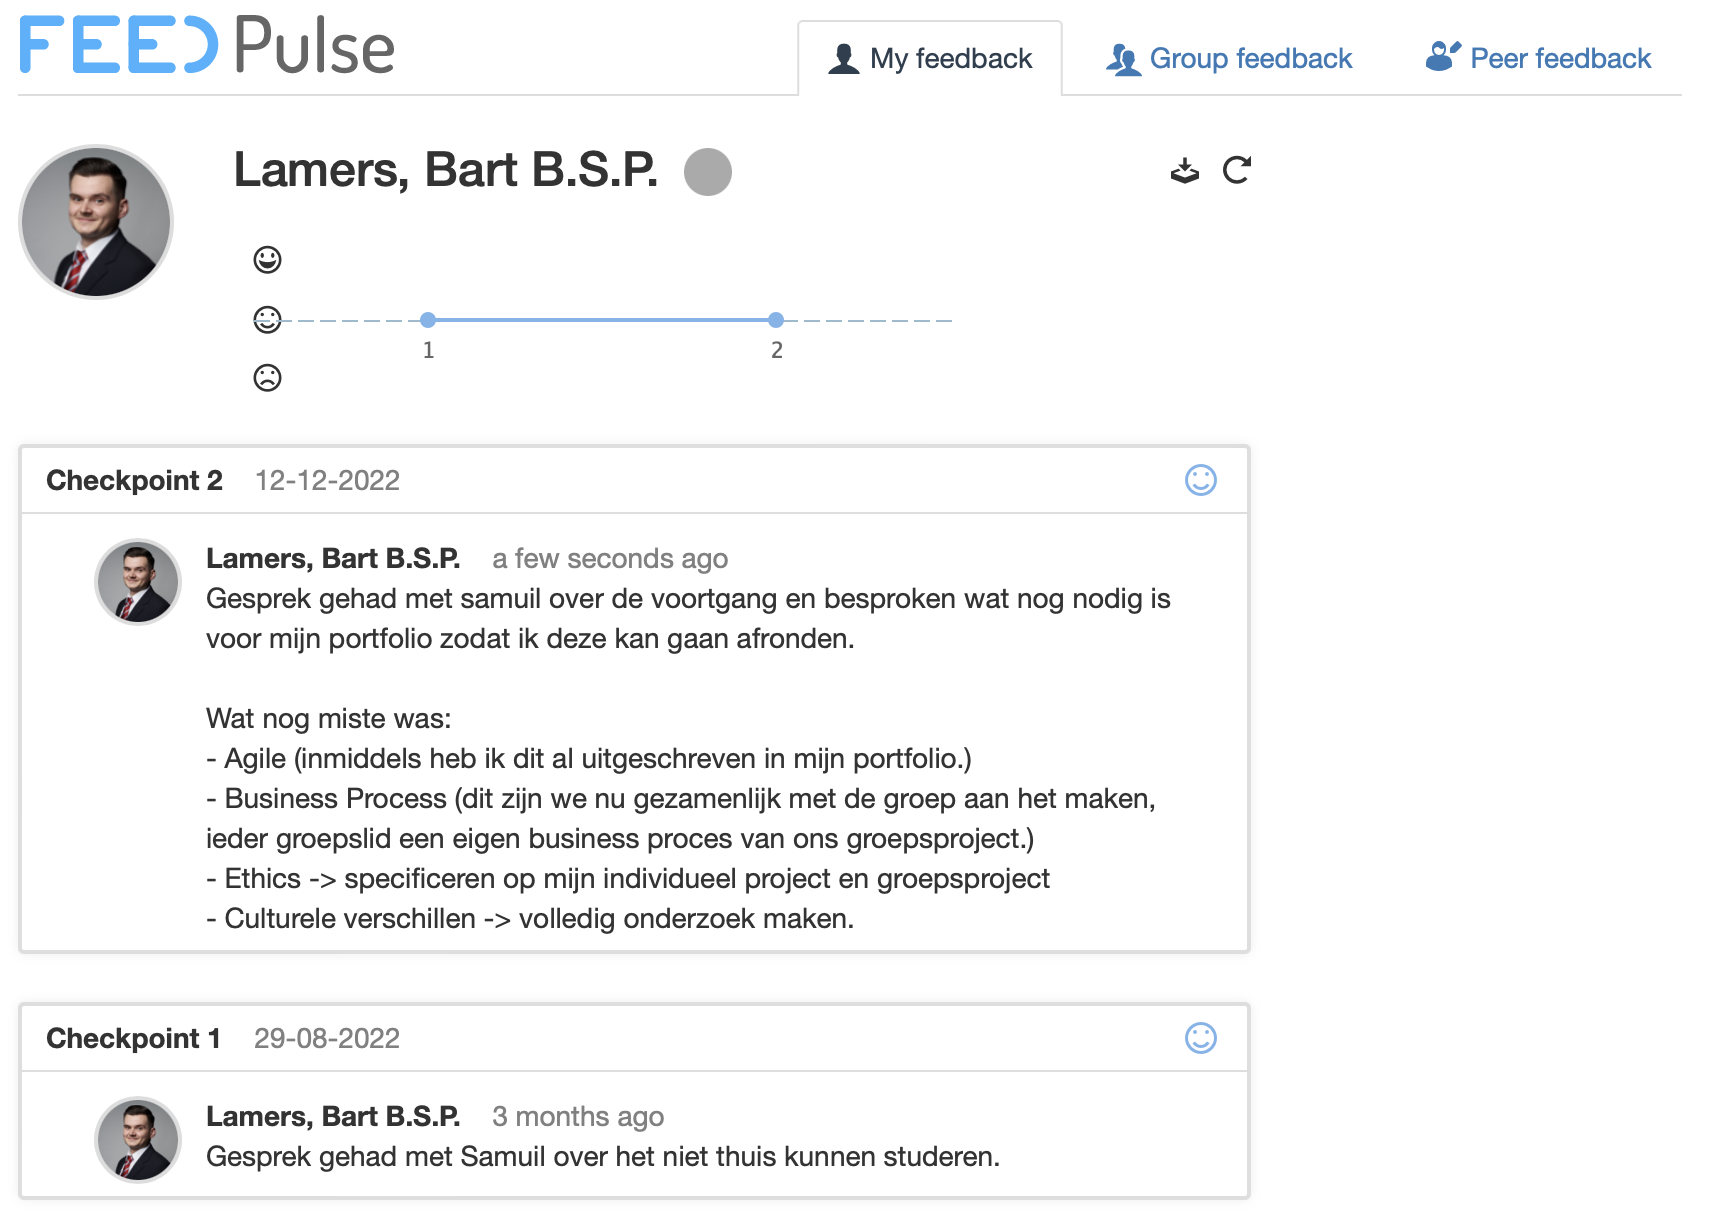 FEED Pulse
My feedback
Group feedback
Peer feedback
Lamers, Bart B.S.P.
1
2
Checkpoint 2 12-12-2022
Lamers, Bart B.S.P. a few seconds ago
Gesprek gehad met samuil over de voortgang en besproken wat nog nodig is
voor mijn portfolio zodat ik deze kan gaan afronden.
Wat nog miste was:
- Agile (inmiddels heb ik dit al uitgeschreven in mijn portfolio.)
- Business Process (dit zijn we nu gezamenlijk met de groep aan het maken,
ieder groepslid een eigen business proces van ons groepsproject.)
- Ethics -> specificeren op mijn individueel project en groepsproject
- Culturele verschillen -> volledig onderzoek maken.
Checkpoint 1 29-08-2022
Lamers, Bart B.S.P. 3 months ago
Gesprek gehad met Samuil over het niet thuis kunnen studeren.